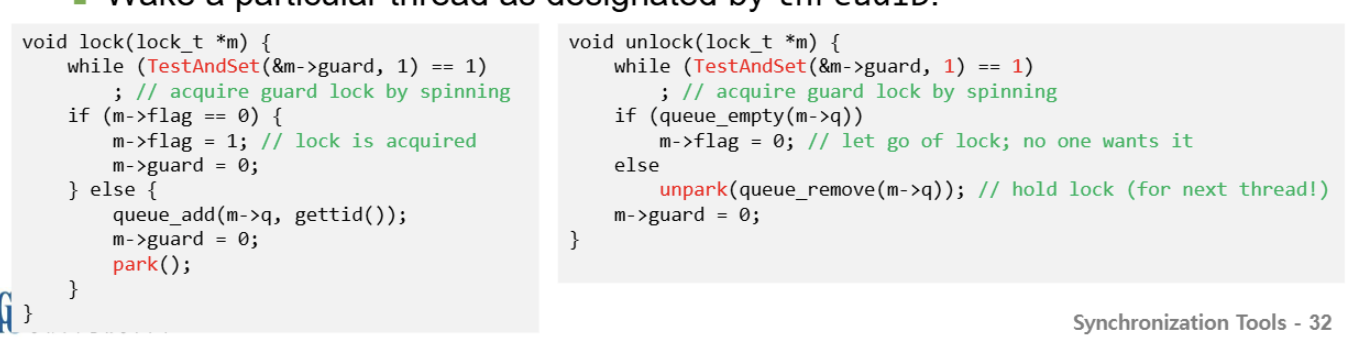 Wake a particular thread as designated by threadID.
void lock(lock_t *m) {
    while (TestAndSet(&m->guard, 1) == 1)
        ; // acquire guard lock by spinning
    if (m->flag == 0) {
        m->flag = 1; // lock is acquired
        m->guard = 0;
    } else {
        queue_add(m->q, gettid());
        m->guard = 0;
        park();
    }
}
void unlock(lock_t *m) {
    while (TestAndSet(&m->guard, 1) == 1)
        ; // acquire guard lock by spinning
    if (queue_empty(m->q))
        m->flag = 0; // let go of lock; no one wants it
    else
        unpark(queue_remove(m->q)); // hold lock (for next thread!)
    m->guard = 0;
}
Synchronization Tools - 32